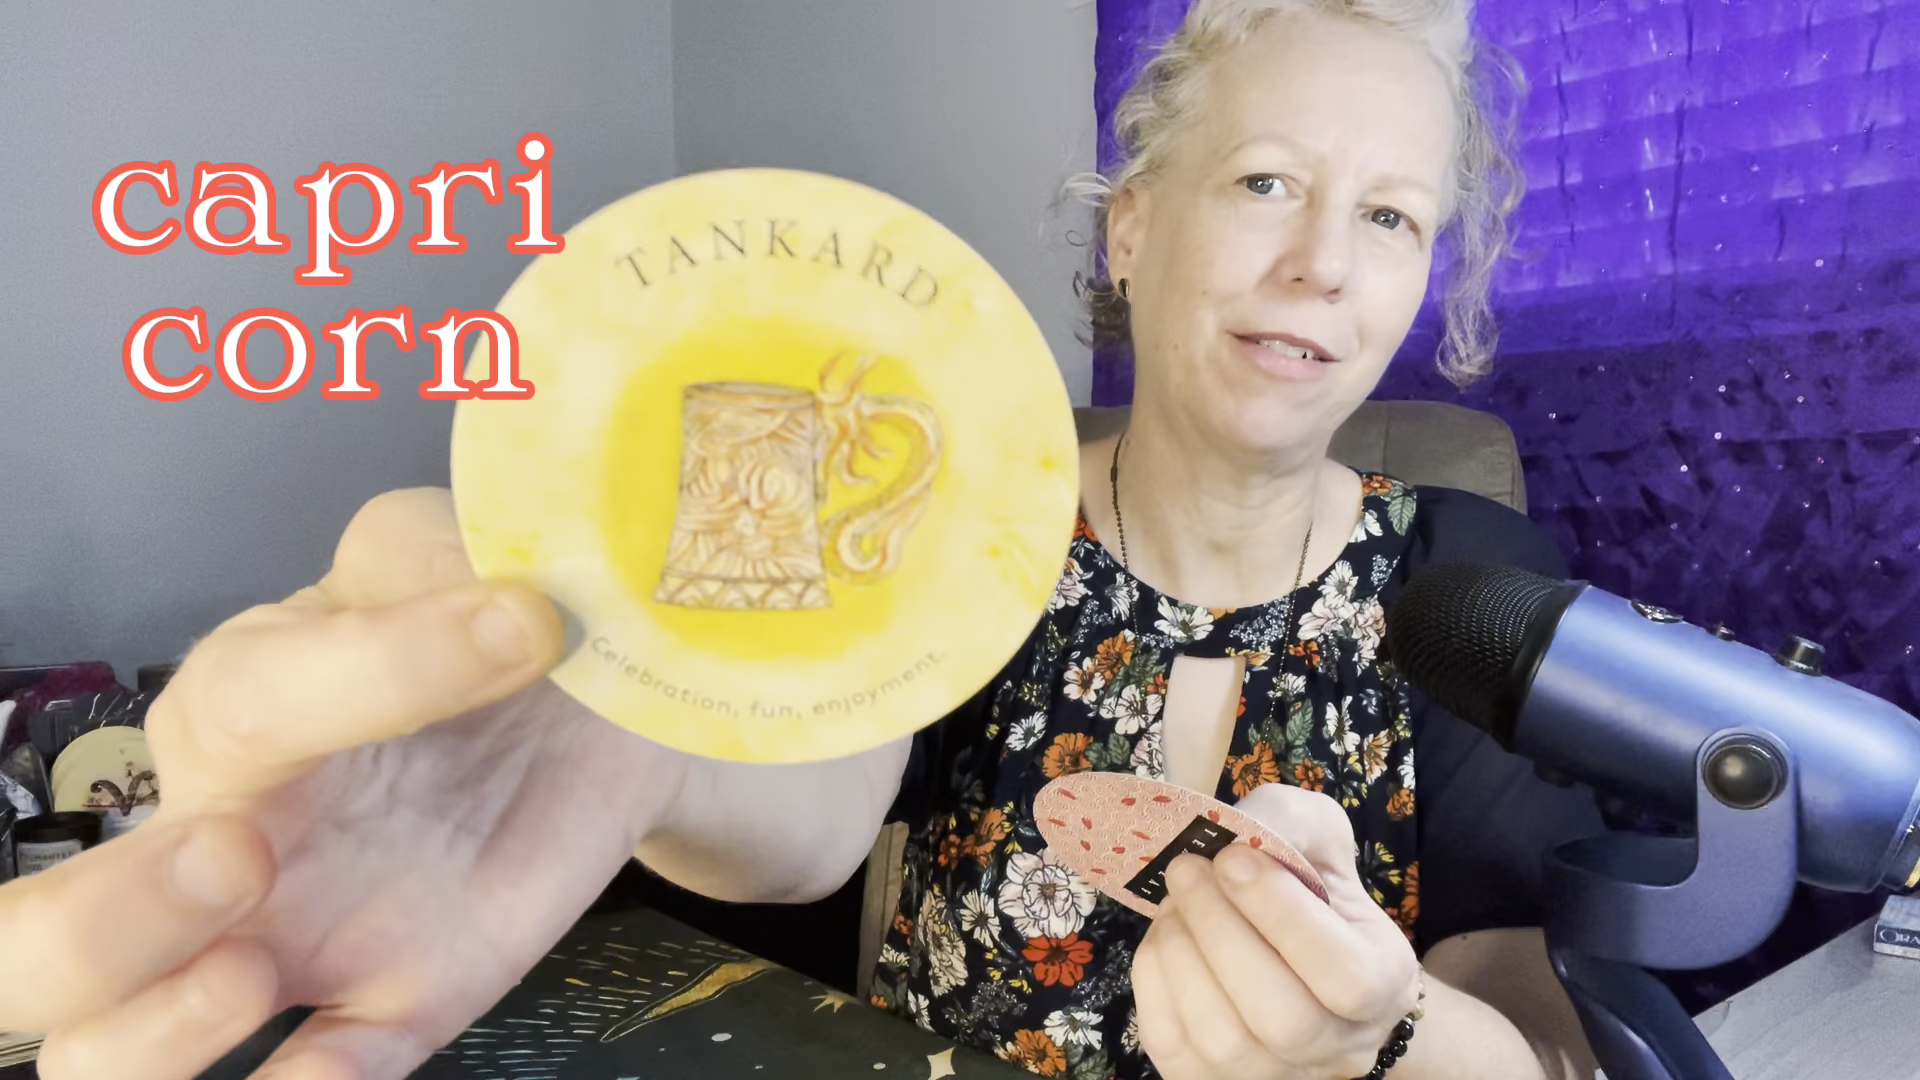 capri
corn
TANKARD
Celebration, fun, enjoyment.